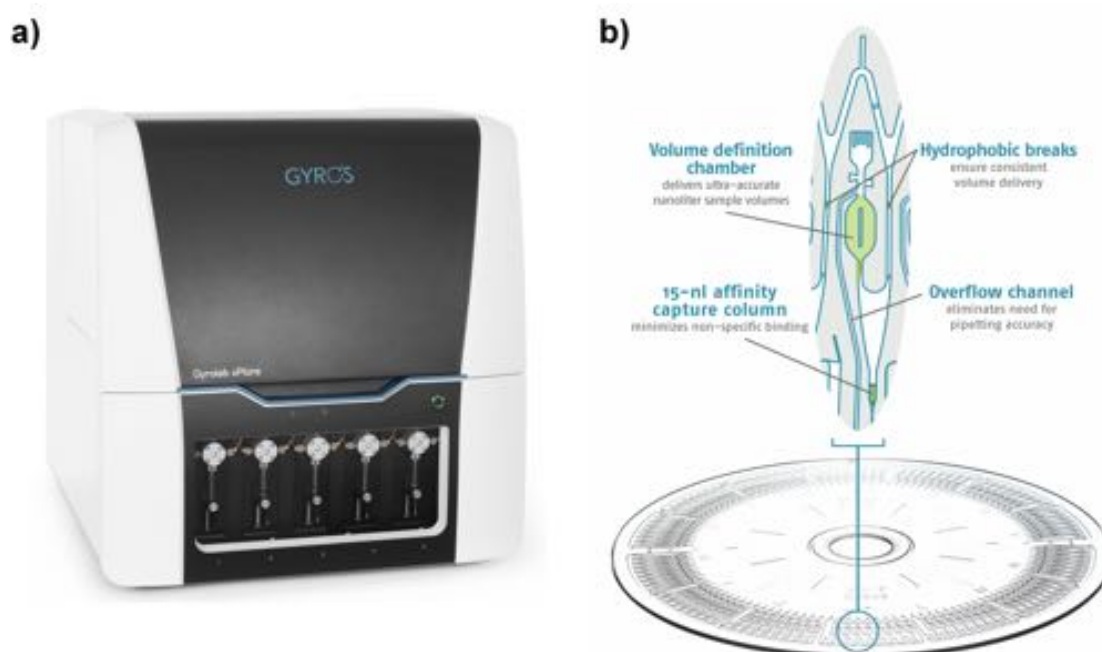 a)
GYROS
Gyrolab xPlore
b)
Volume definition
chamber
delivers ultra-accurate
nanoliter sample volumes
Hydrophobic breaks
ensure consistent
volume delivery
15-nl affinity
capture column
minimizes non-specific binding
Overflow channel
eliminates need for
pipetting accuracy